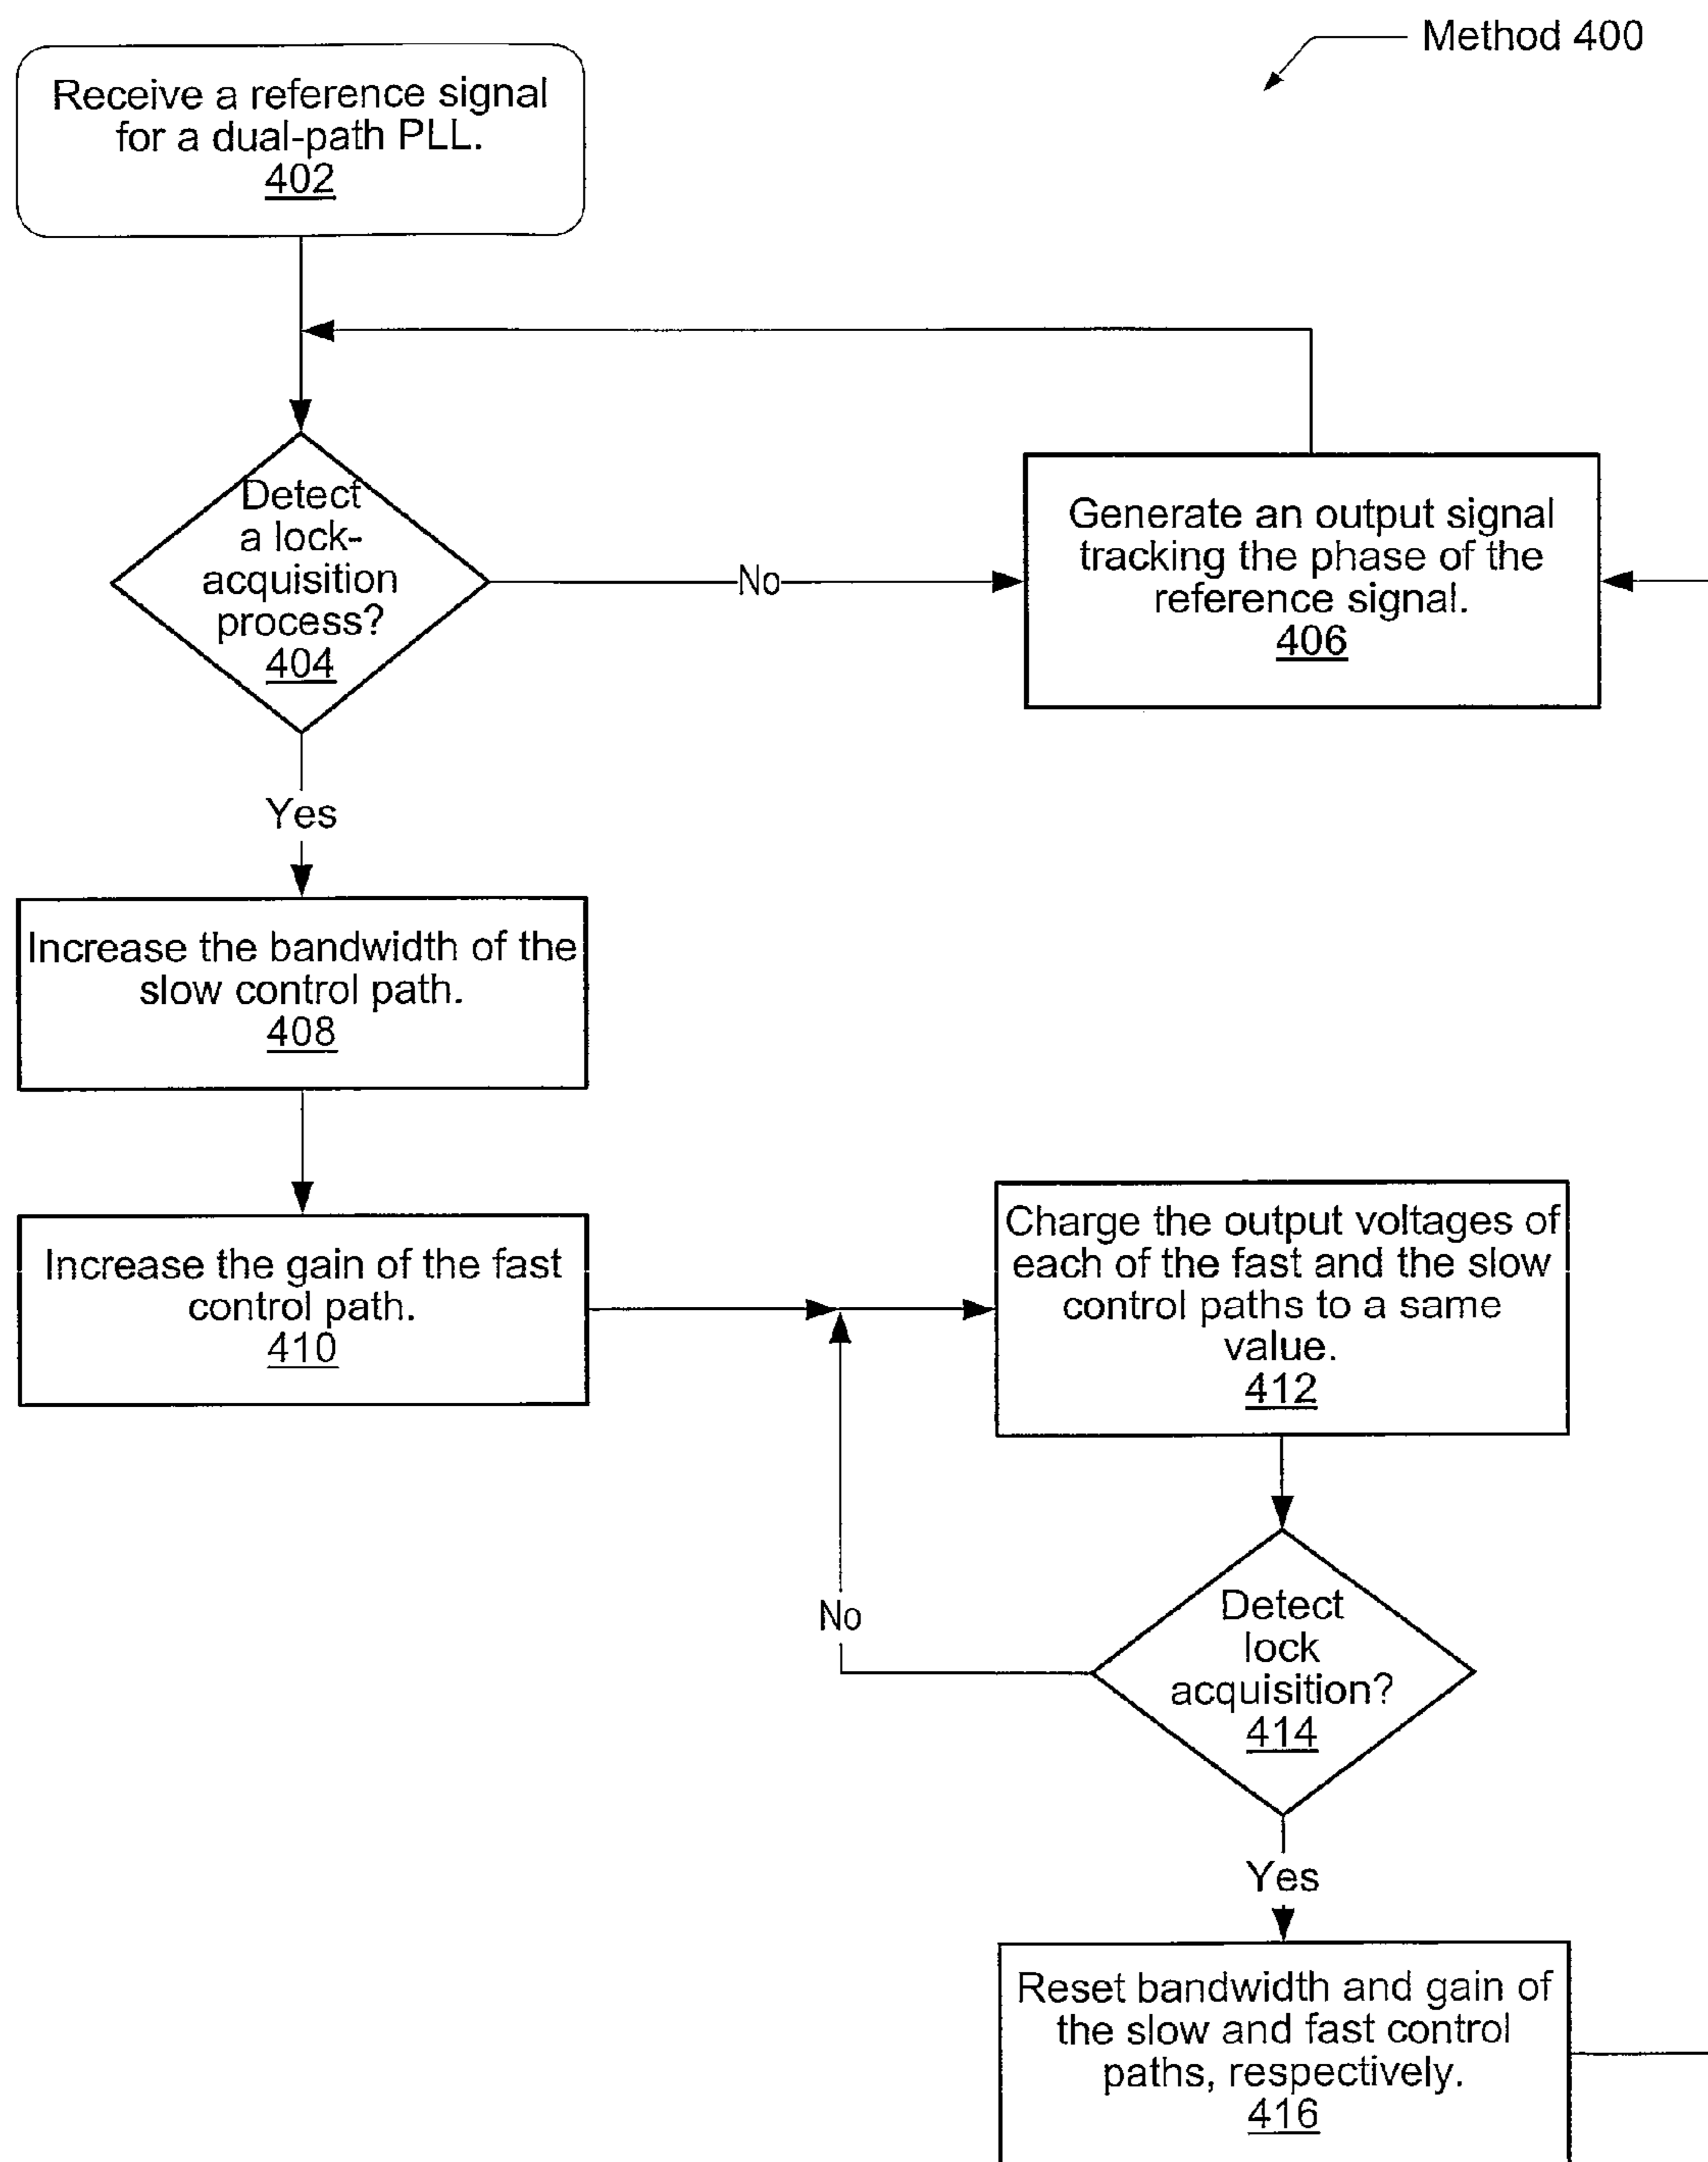 Method 400
Receive a reference signal
for a dual-path PLL.
402
Detect
a lock-
acquisition
process?
404
No
Generate an output signal
tracking the phase of the
reference signal.
406
Yes
Increase the bandwidth of the
slow control path.
408
Increase the gain of the fast
control path.
410
Charge the output voltages of
each of the fast and the slow
control paths to a same
value.
412
Detect
lock
acquisition?
414
No
Yes
Reset bandwidth and gain of
the slow and fast control
paths, respectively.
416